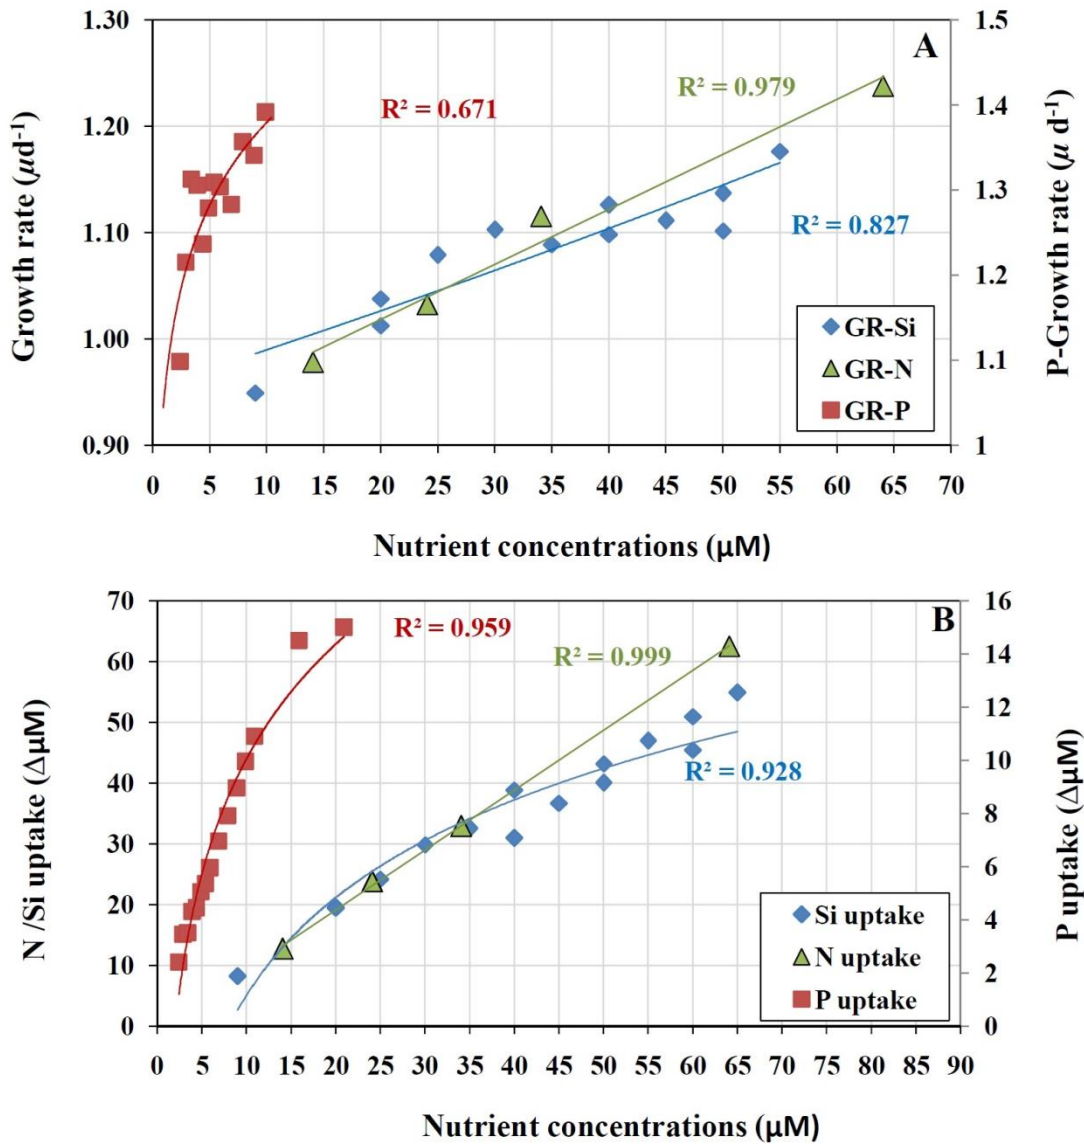 A
R² = 0.671
R² = 0.979
R² = 0.827
GR-Si
GR-N
GR-P
Growth rate (μd⁻¹)
1.30
1.20
1.10
1.00
0.90
P-Growth rate (μ d⁻¹)
1.5
1.4
1.3
1.2
1.1
1
0 5 10 15 20 25 30 35 40 45 50 55 60 65 70
Nutrient concentrations (μM)
B
R² = 0.959
R² = 0.999
R² = 0.928
Si uptake
N uptake
P uptake
N /Si uptake (ΔμM)
70
60
50
40
30
20
10
0
P uptake (ΔμM)
16
14
12
10
8
6
4
2
0
0 5 10 15 20 25 30 35 40 45 50 55 60 65 70 75 80 85 90
Nutrient concentrations (μM)